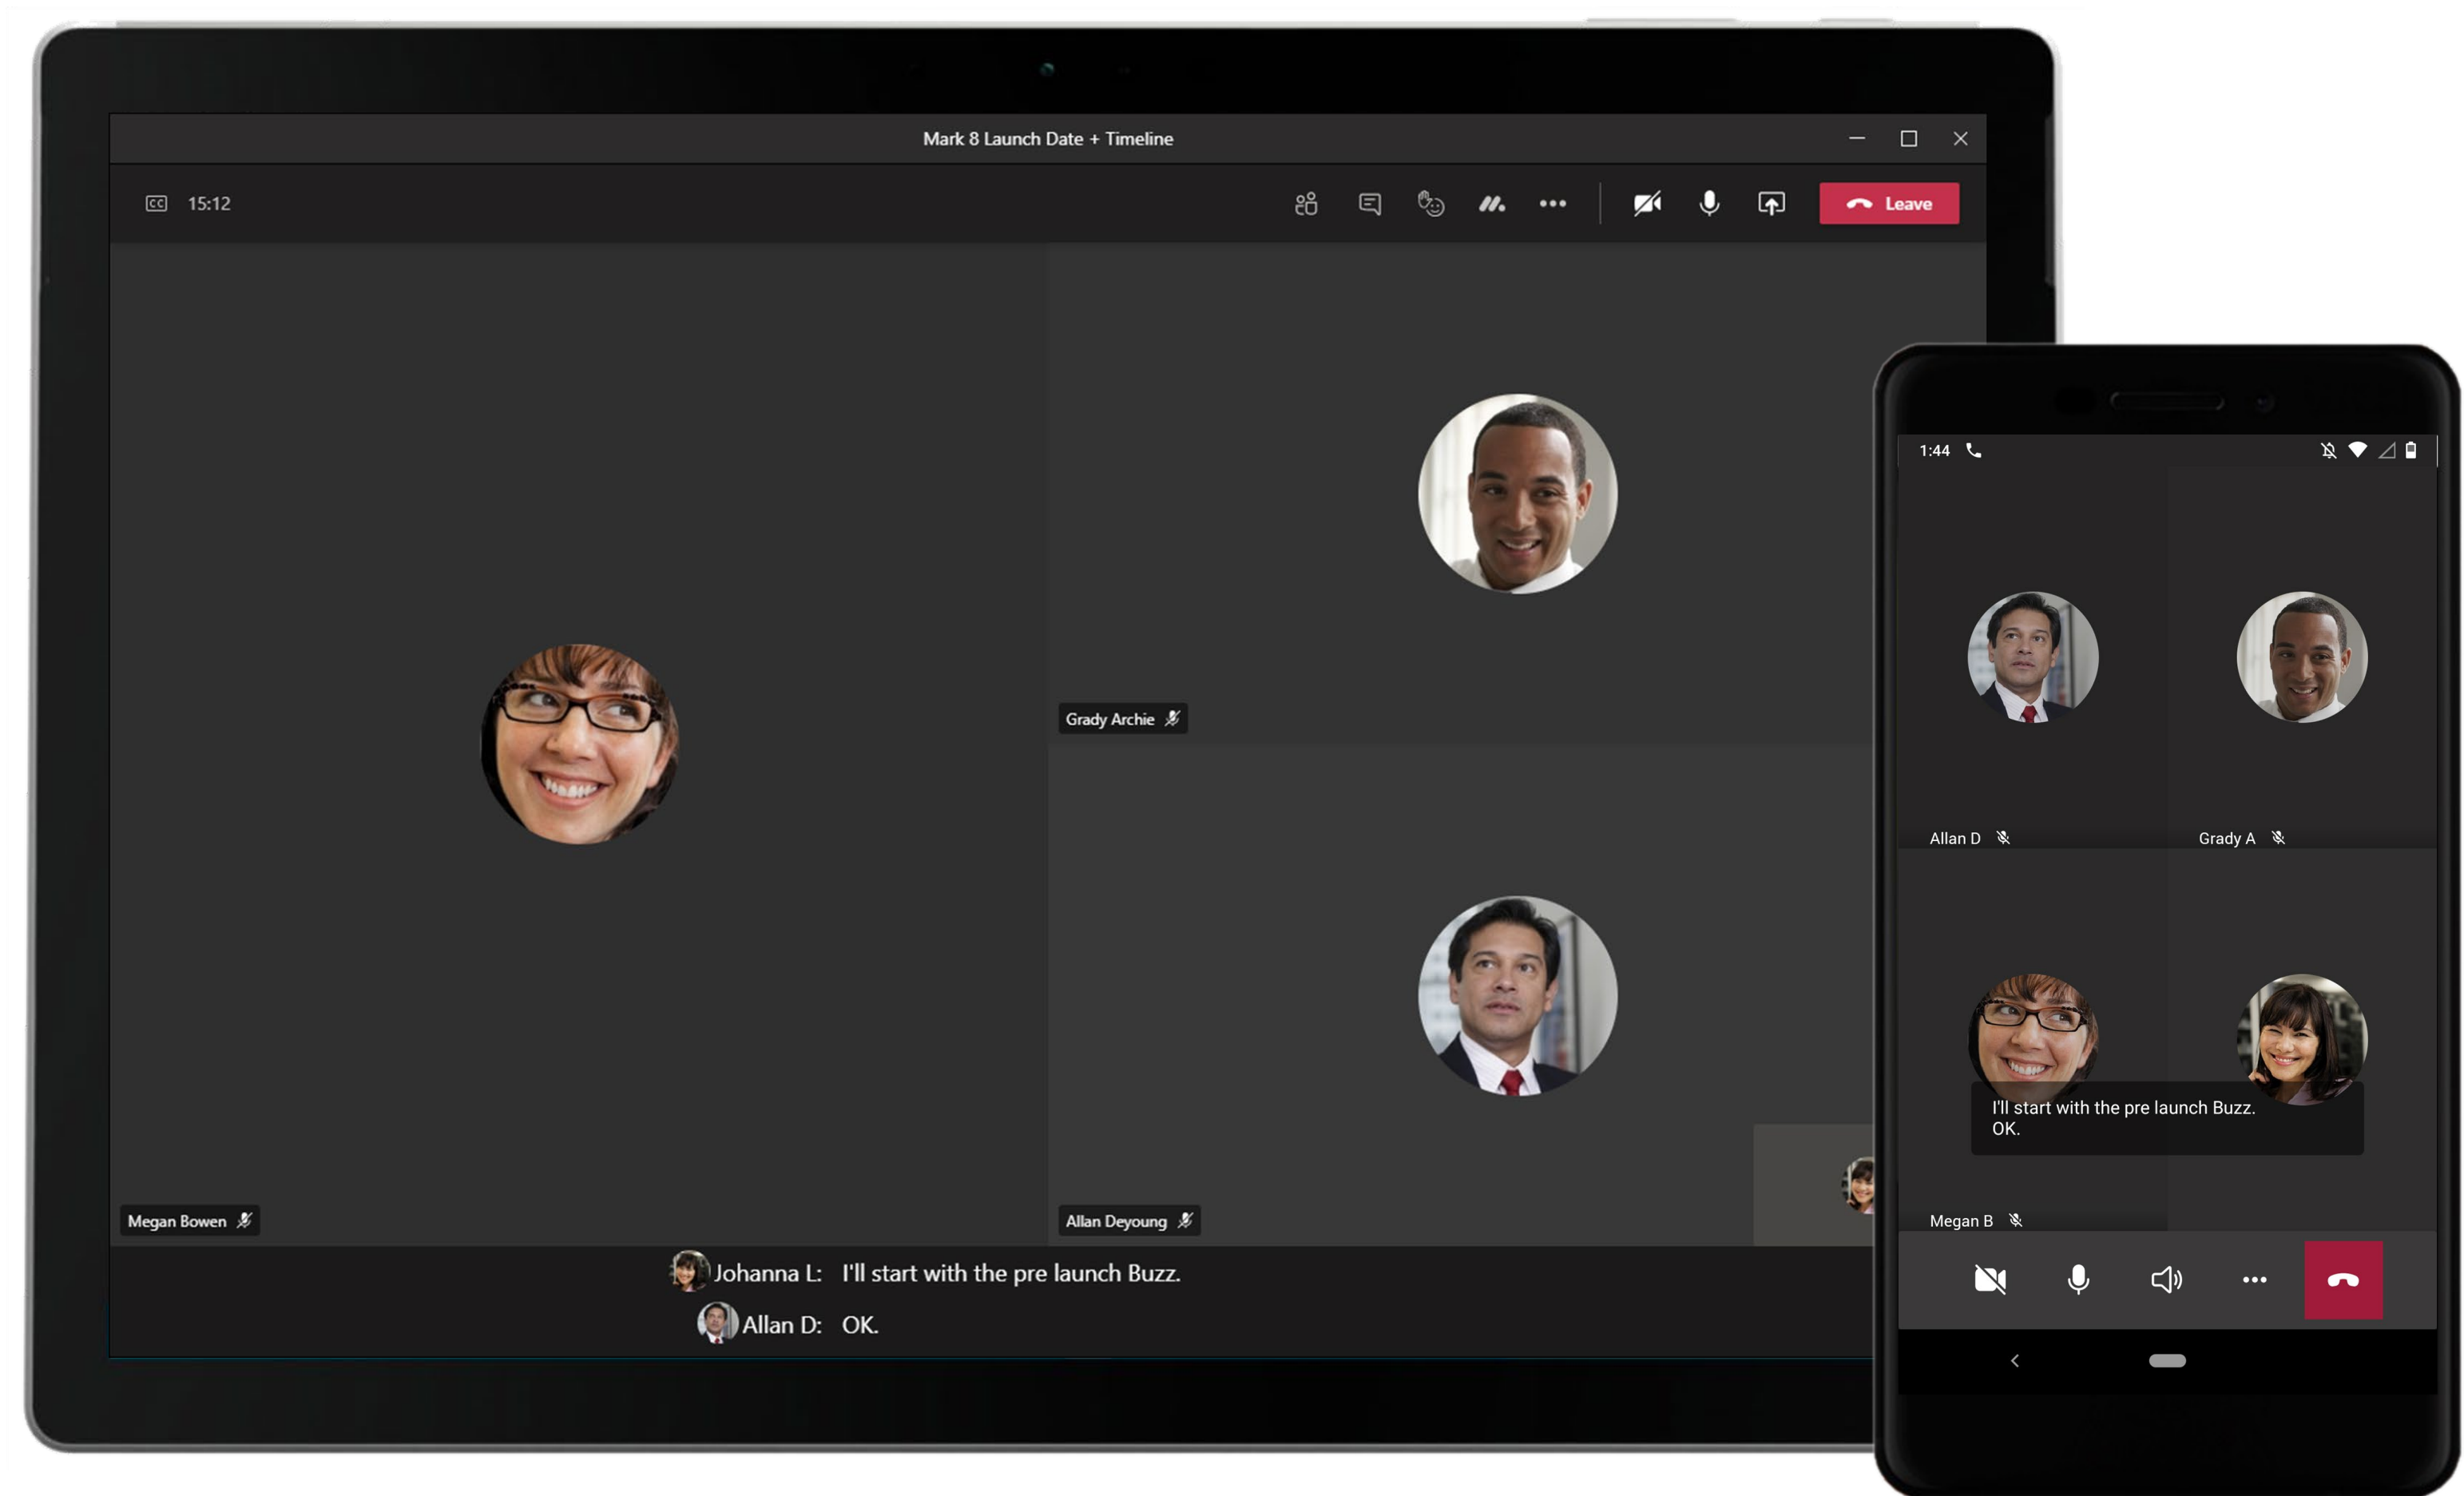 Mark 8 Launch Date + Timeline
CC 15:12
Leave
Grady Archie
Megan Bowen
Allan Deyoung
Johanna L: I'll start with the pre launch Buzz.
Allan D: OK.
1:44
Allan D
Grady A
I'll start with the pre launch Buzz.
OK.
Megan B